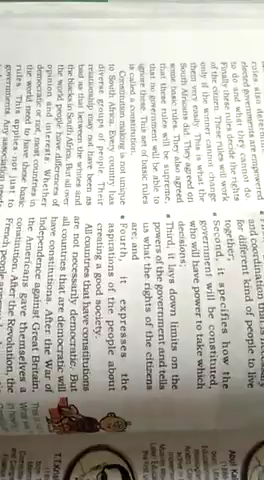 rules also determ
elected governments are empowered
to do and what they cannot do.
Finally these rules decide the rights
of the citizen. These rules will work
only if the winner cannot change
them very easily. This is what the
South Africans did. They agreed on
some basic rules. They also agreed
that these rules will be supreme,
that no government will be able to
ignore these. This set of basic rules
is called a constitution.
Constitution making is not unique
to South Africa. Every country has
diverse groups of people. Their
relationship may not have been as
bad as that between the whites and
the blacks in South Africa. But all over
the world people have differences of
opinion and interests. Whether
democratic or not, most countries in
the world need to have these basic
rules. This applies not just to
governments. Any association needs
and coordination that is necessary
for different kind of people to live
together;
• Second, it specifies how the
government will be constituted,
who will have power to take which
decisions;
• Third, it lays down limits on the
powers of the government and tells
us what the rights of the citizens
are; and
• Fourth, it expresses the
aspirations of the people about
creating a good society.
All countries that have constitutions
are not necessarily democratic. But
all countries that are democratic will
have constitutions. After the War of
Independence against Great Britain,
the Americans gave themselves a
constitution. After the Revolution, the
French people
Abul Kal
T.T.Krish